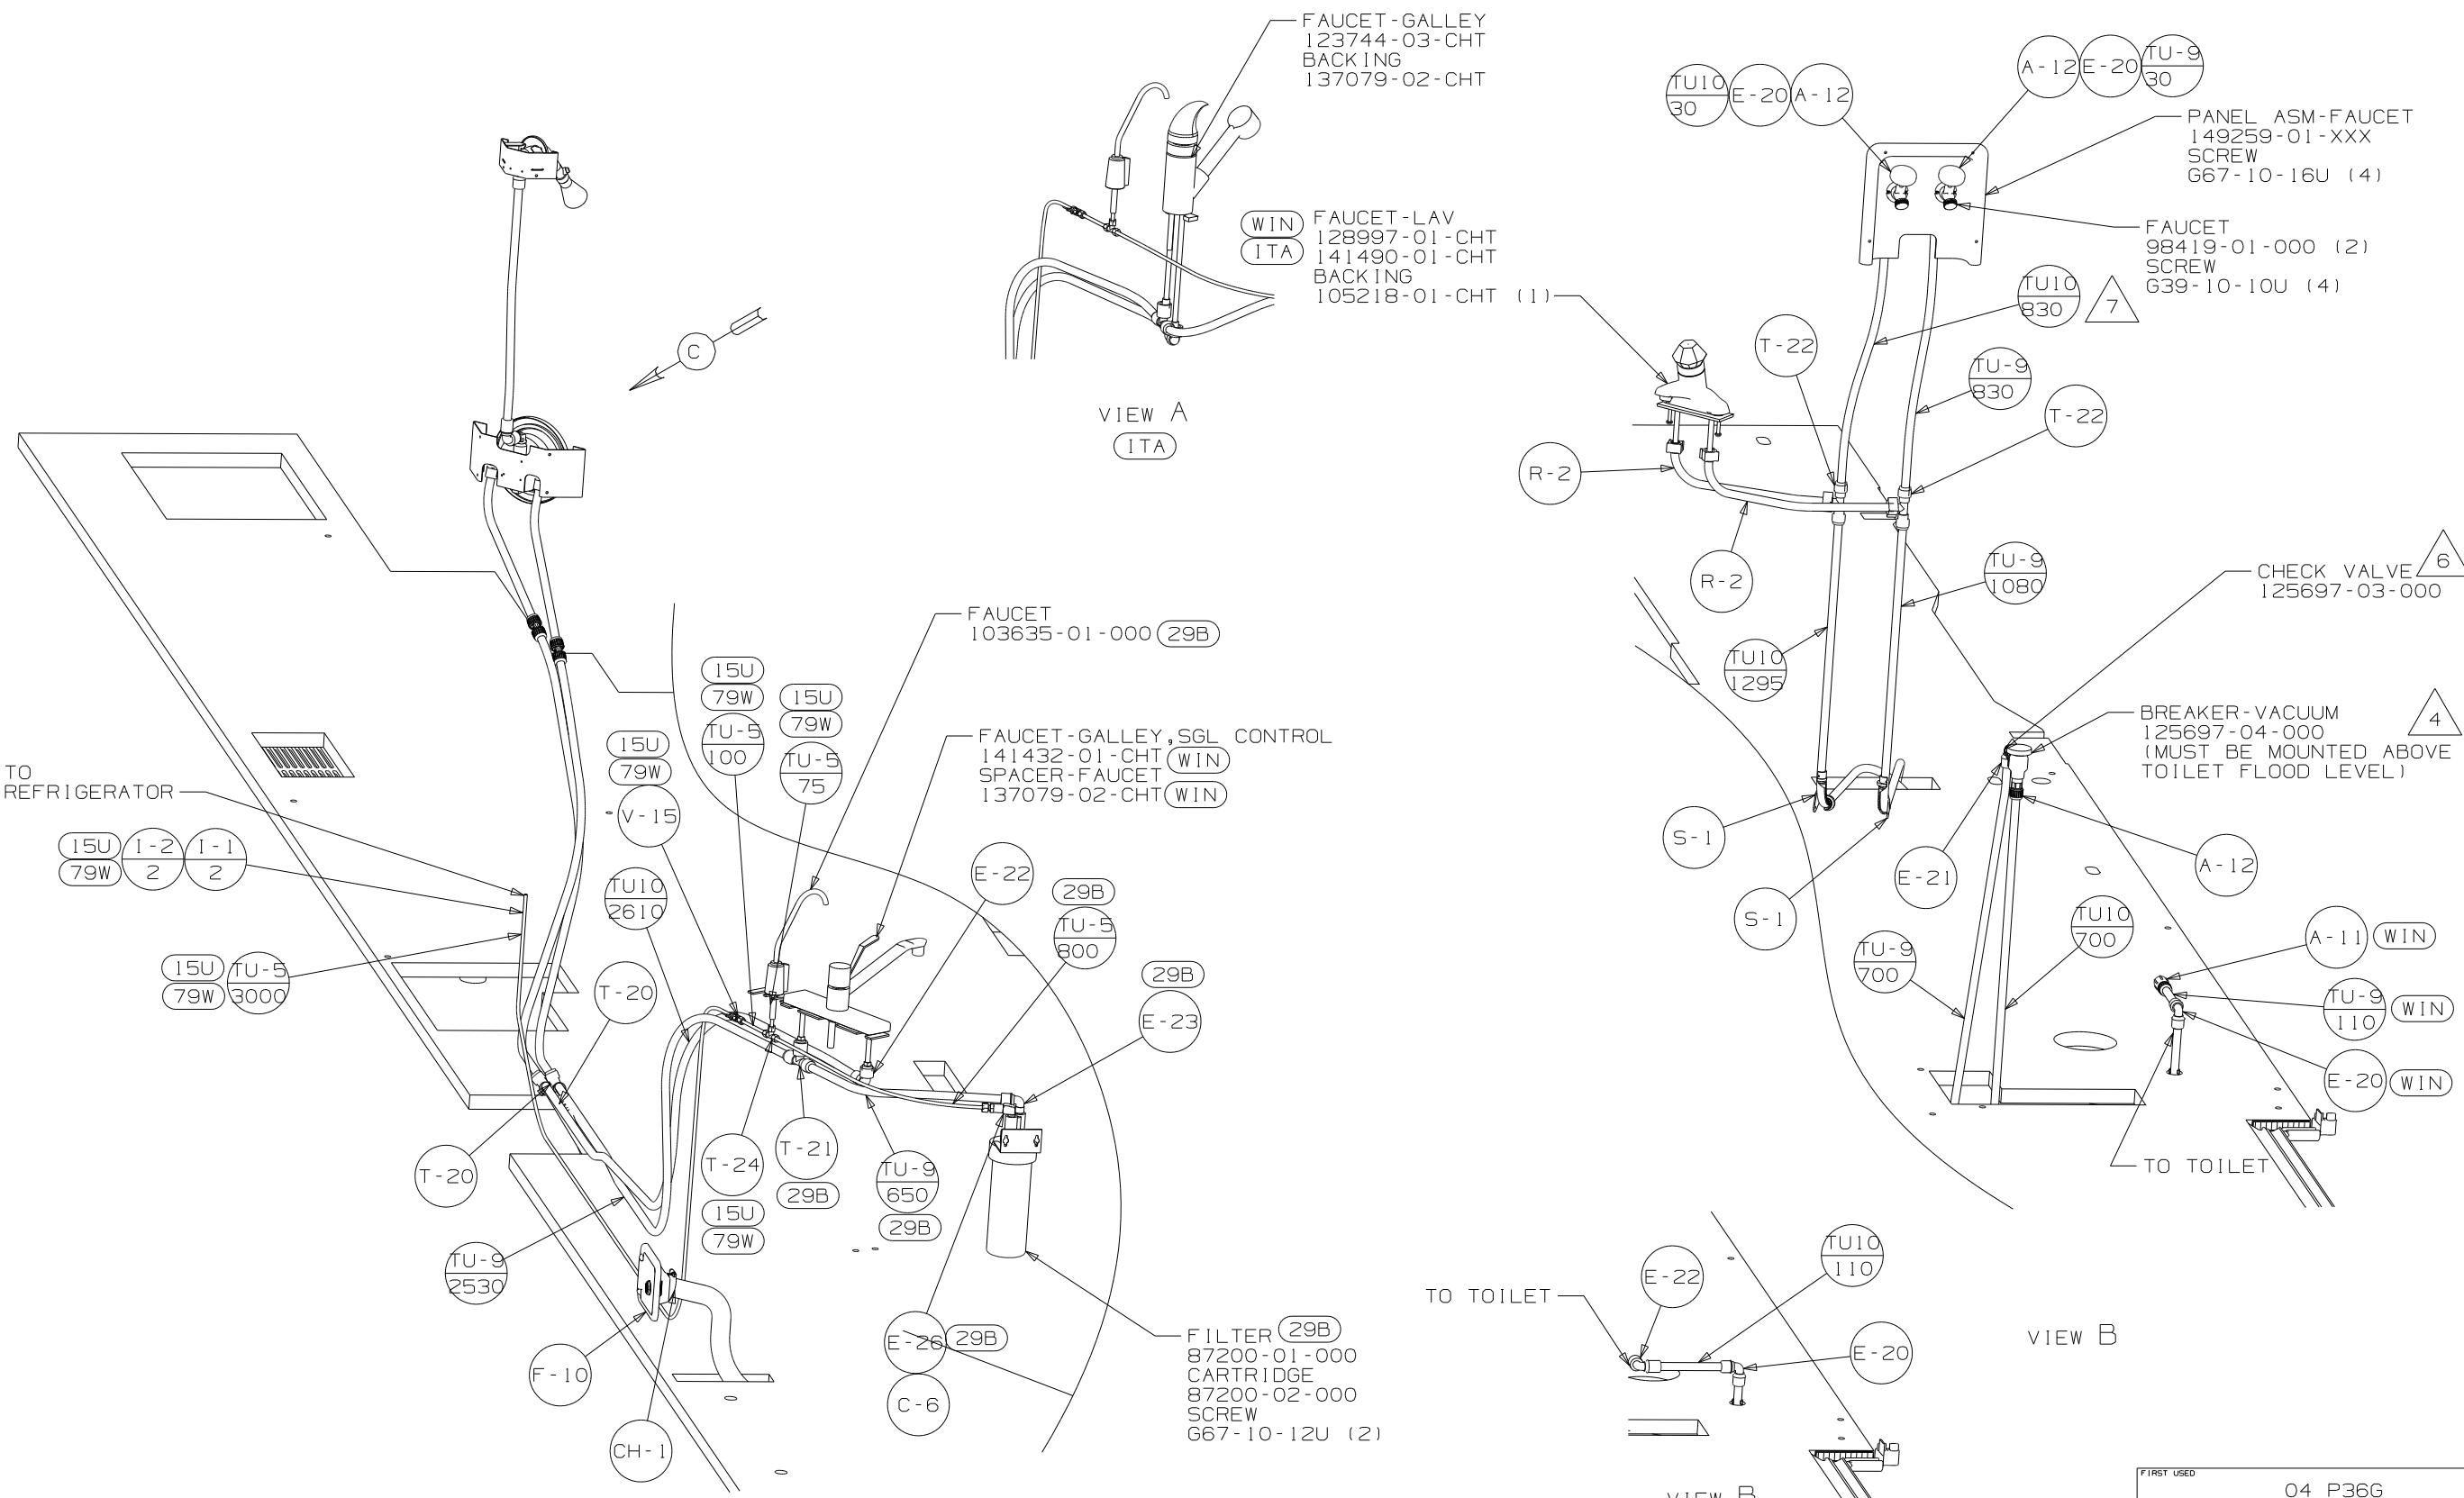 FAUCET-GALLEY
123744-03-CHT
BACKING
137079-02-CHT
WIN FAUCET-LAV
128997-01-CHT
ITA 141490-01-CHT
BACKING
105218-01-CHT (1)
VIEW A
ITA
C
TU10
30
E-20
A-12
A-12
E-20
TU-9
30
PANEL ASM-FAUCET
149259-01-XXX
SCREW
G67-10-16U (4)
FAUCET
98419-01-000 (2)
SCREW
G39-10-10U (4)
TU10
830
7
T-22
TU-9
830
T-22
R-2
R-2
TU-9
1080
TU10
1295
CHECK VALVE 6
125697-03-000
BREAKER-VACUUM 4
125697-04-000
(MUST BE MOUNTED ABOVE
TOILET FLOOD LEVEL)
S-1
S-1
E-21
A-12
TU-9
700
TU10
700
A-11 WIN
TU-9
110
WIN
E-20 WIN
TO TOILET
FAUCET
103635-01-000 29B
15U
79W
TU-5
100
15U
79W
TU-5
75
FAUCET-GALLEY,SGL CONTROL
141432-01-CHT WIN
SPACER-FAUCET
137079-02-CHT WIN
15U
79W
V-15
TO
REFRIGERATOR
15U
79W
I-2
2
I-1
2
TU10
2610
E-22
29B
TU-5
800
15U
79W
TU-5
3000
T-20
29B
E-23
T-20
T-24
15U
79W
T-21
29B
TU-9
650
29B
TU-9
2530
F-10
CH-1
E-26 29B
C-6
FILTER 29B
87200-01-000
CARTRIDGE
87200-02-000
SCREW
G67-10-12U (2)
TO TOILET
E-22
TU10
110
E-20
VIEW B
VIEW B
FIRST USED
04 P36G